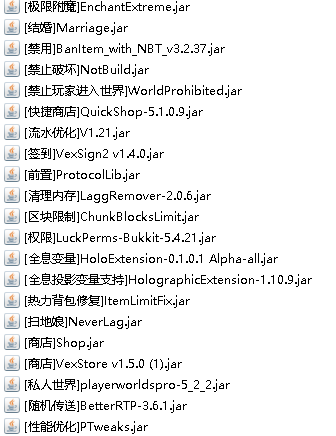 [极限附魔]EnchantExtreme.jar
[结婚]Marriage.jar
[禁用]BanItem_with_NBT_v3.2.37.jar
[禁止破坏]NotBuild.jar
[禁止玩家进入世界]WorldProhibited.jar
[快捷商店]QuickShop-5.1.0.9.jar
[流水优化]V1.21.jar
[签到]VexSign2 v1.4.0.jar
[前置]ProtocolLib.jar
[清理内存]LaggRemover-2.0.6.jar
[区块限制]ChunkBlocksLimit.jar
[权限]LuckPerms-Bukkit-5.4.21.jar
[全息变量]HoloExtension-0.1.0.1 Alpha-all.jar
[全息投影变量支持]HolographicExtension-1.10.9.jar
[热力背包修复]ItemLimitFix.jar
[扫地娘]NeverLag.jar
[商店]Shop.jar
[商店]VexStore v1.5.0 (1).jar
[私人世界]playerworldspro-5_2_2.jar
[随机传送]BetterRTP-3.6.1.jar
[性能优化]PTweaks.jar